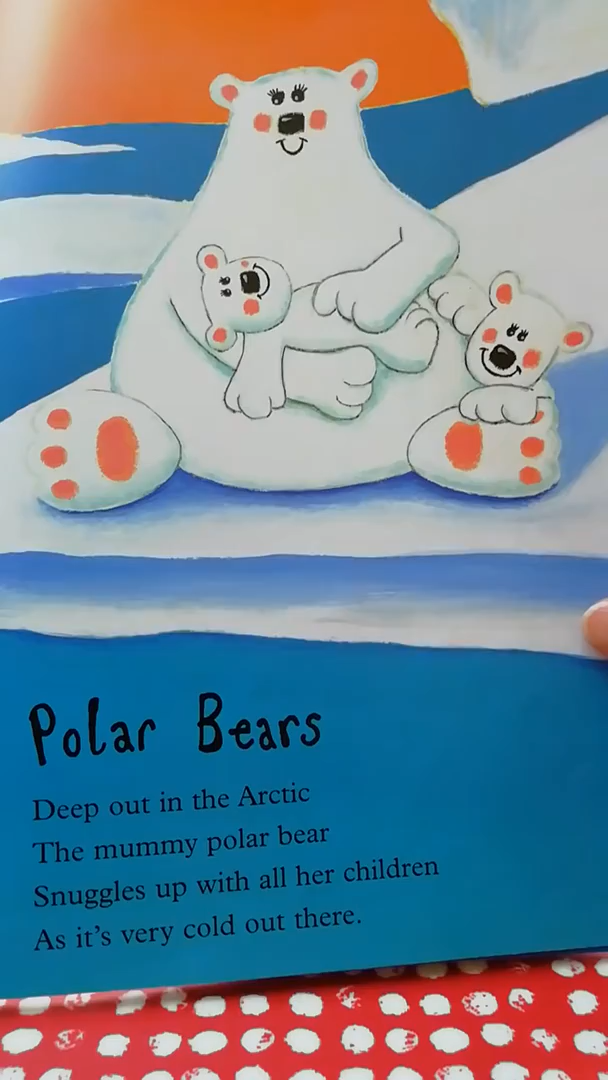 Polar Bears
Deep out in the Arctic
The mummy polar bear
Snuggles up with all her children
As it's very cold out there.